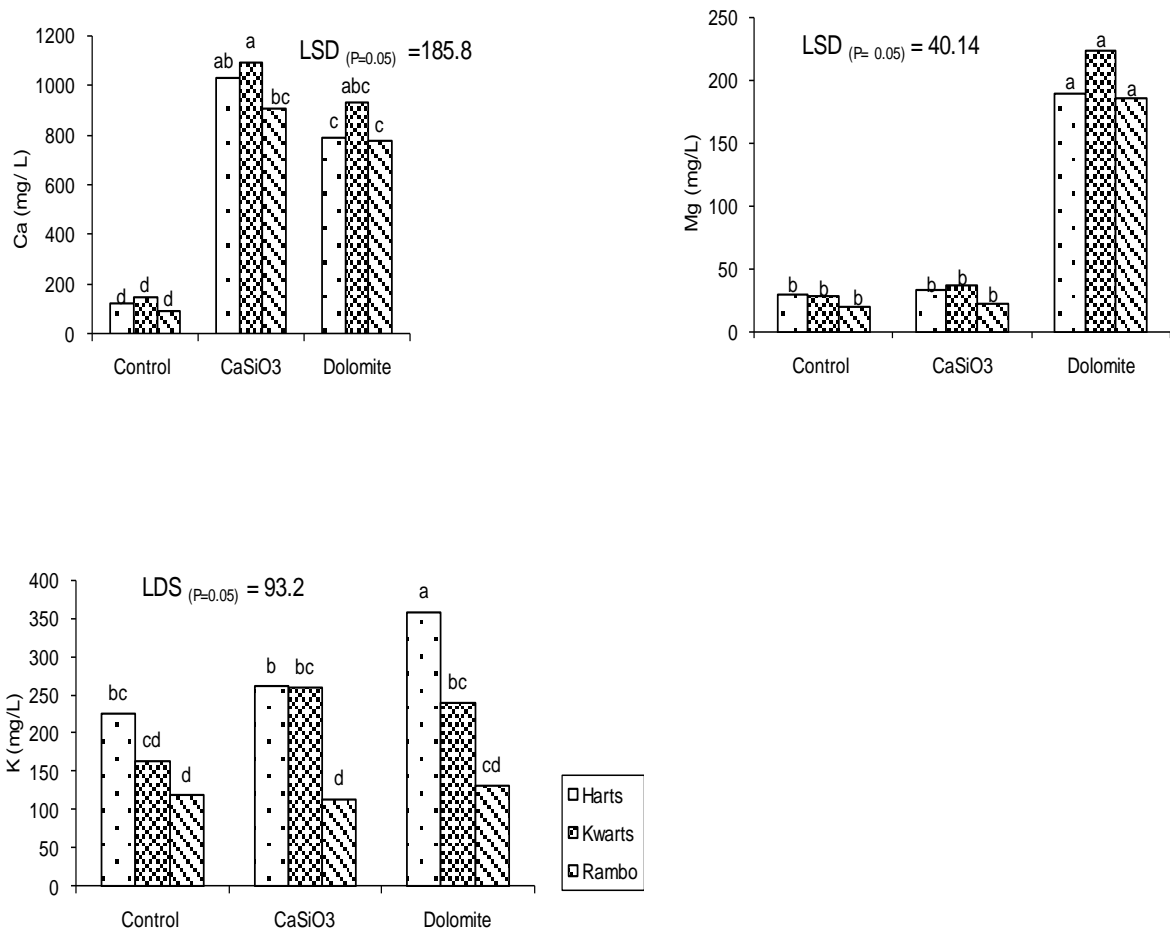 LSD (P=0.05) =185.8
Ca (mg/ L)
1200
1000
800
600
400
200
0
d d d
ab a bc
c abc c
Control CaSiO3 Dolomite
LSD (P= 0.05) = 40.14
Mg (mg/L)
250
200
150
100
50
0
b b b
b b b
a a a
Control CaSiO3 Dolomite
LDS (P=0.05) = 93.2
K (mg/L)
400
350
300
250
200
150
100
50
0
bc cd d
b bc d
a bc cd
Control CaSiO3 Dolomite
Harts
Kwarts
Rambo